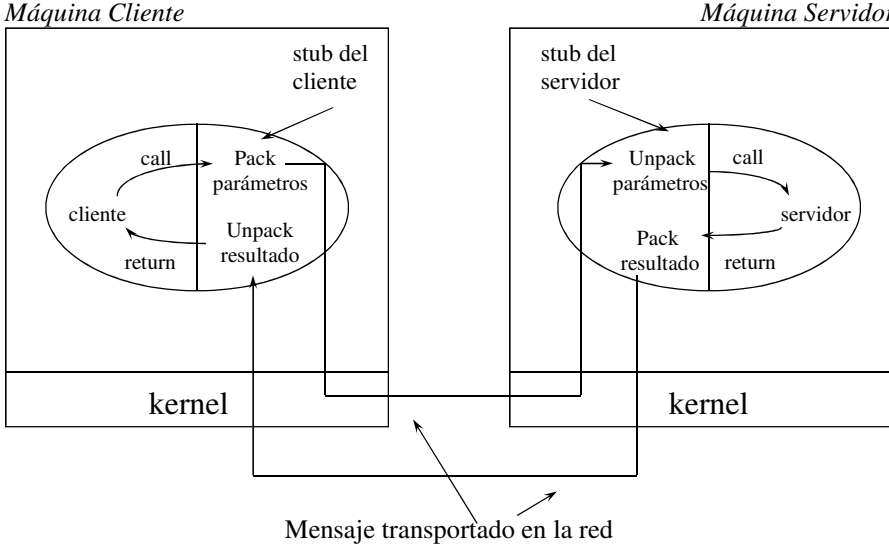 Máquina Cliente
Máquina Servidor
stub del
cliente
stub del
servidor
call
Pack
parámetros
cliente
Unpack
resultado
return
Unpack
parámetros
call
servidor
Pack
resultado
return
kernel
kernel
Mensaje transportado en la red